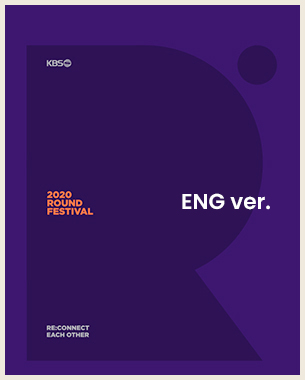 KBS
2020
ROUND
FESTIVAL
ENG ver.
RE:CONNECT
EACH OTHER